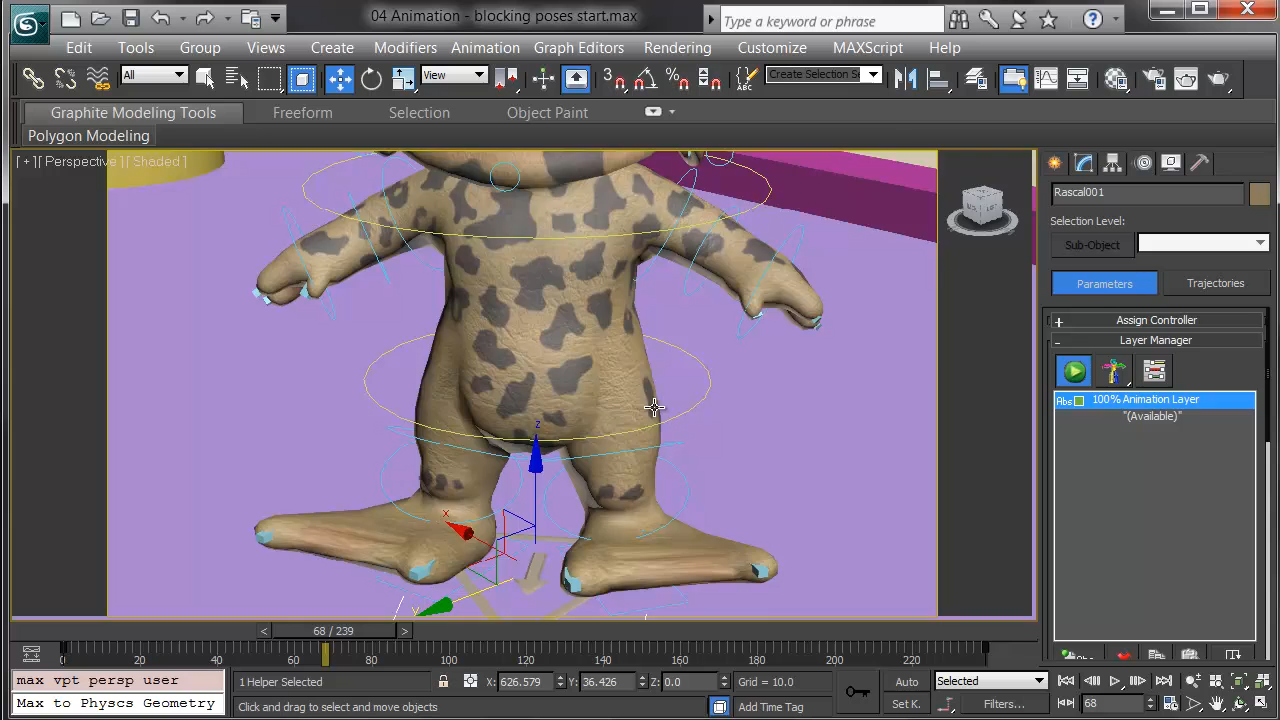 04 Animation - blocking poses start.max
Type a keyword or phrase
Edit Tools Group Views Create Modifiers Animation Graph Editors Rendering Customize MAXScript Help
All
View
3
%
ABC
Create Selection Se
Graphite Modeling Tools Freeform Selection Object Paint
Polygon Modeling
[ + ] [ Perspective ] [ Shaded ]
Rascal001
Selection Level:
Sub-Object
Parameters Trajectories
+ Assign Controller
- Layer Manager
Abs 100% Animation Layer
"(Available)"
z
x
y
< 68 / 239 >
20 40 60 80 100 120 140 160 180 200 220
max vpt persp user
Max to Physcs Geometry
1 Helper Selected
X: 626.579 Y: 36.426 Z: 0.0 Grid = 10.0
Click and drag to select and move objects
Add Time Tag
Auto Selected
Set K. Filters...
68